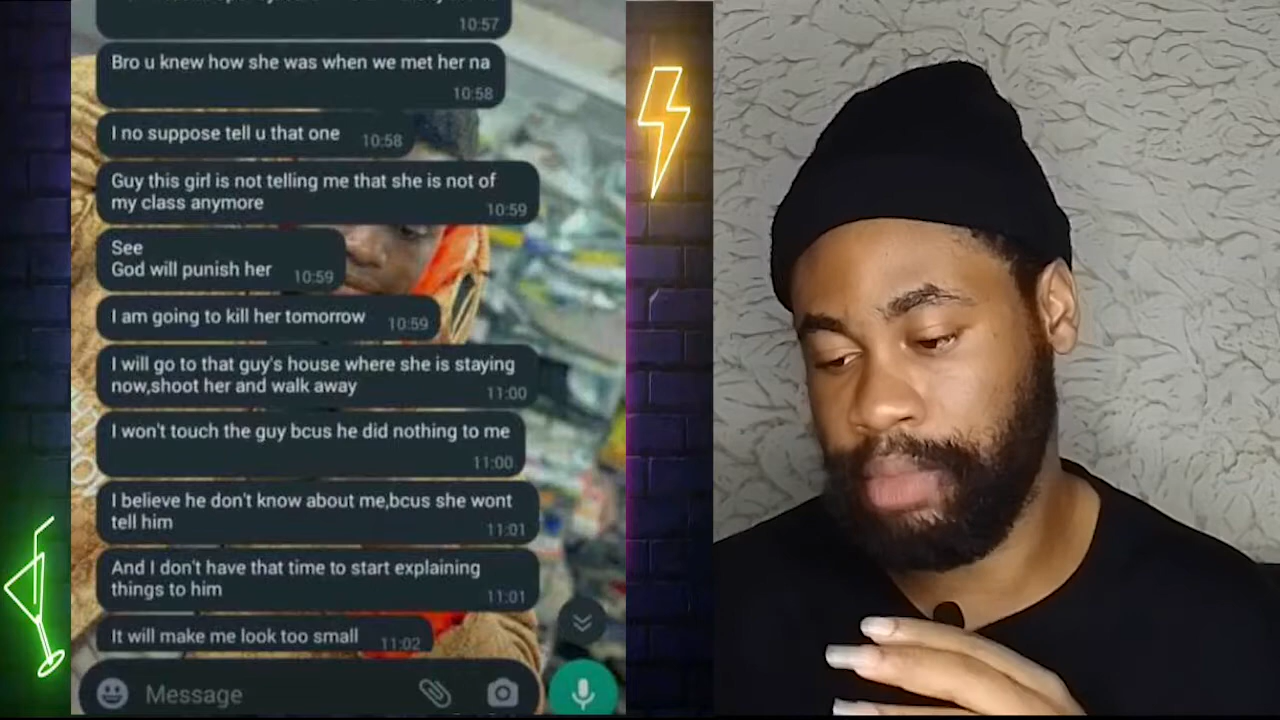 10:57
Bro u knew how she was when we met her na
10:58
I no suppose tell u that one 10:58
Guy this girl is not telling me that she is not of
my class anymore 10:59
See
God will punish her 10:59
I am going to kill her tomorrow 10:59
I will go to that guy's house where she is staying
now,shoot her and walk away 11:00
I won't touch the guy bcus he did nothing to me
11:00
I believe he don't know about me,bcus she wont
tell him 11:01
And I don't have that time to start explaining
things to him 11:01
It will make me look too small 11:02
Message